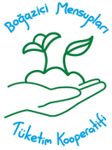 Boğaziçi Mensupları
Tüketim Kooperatifi